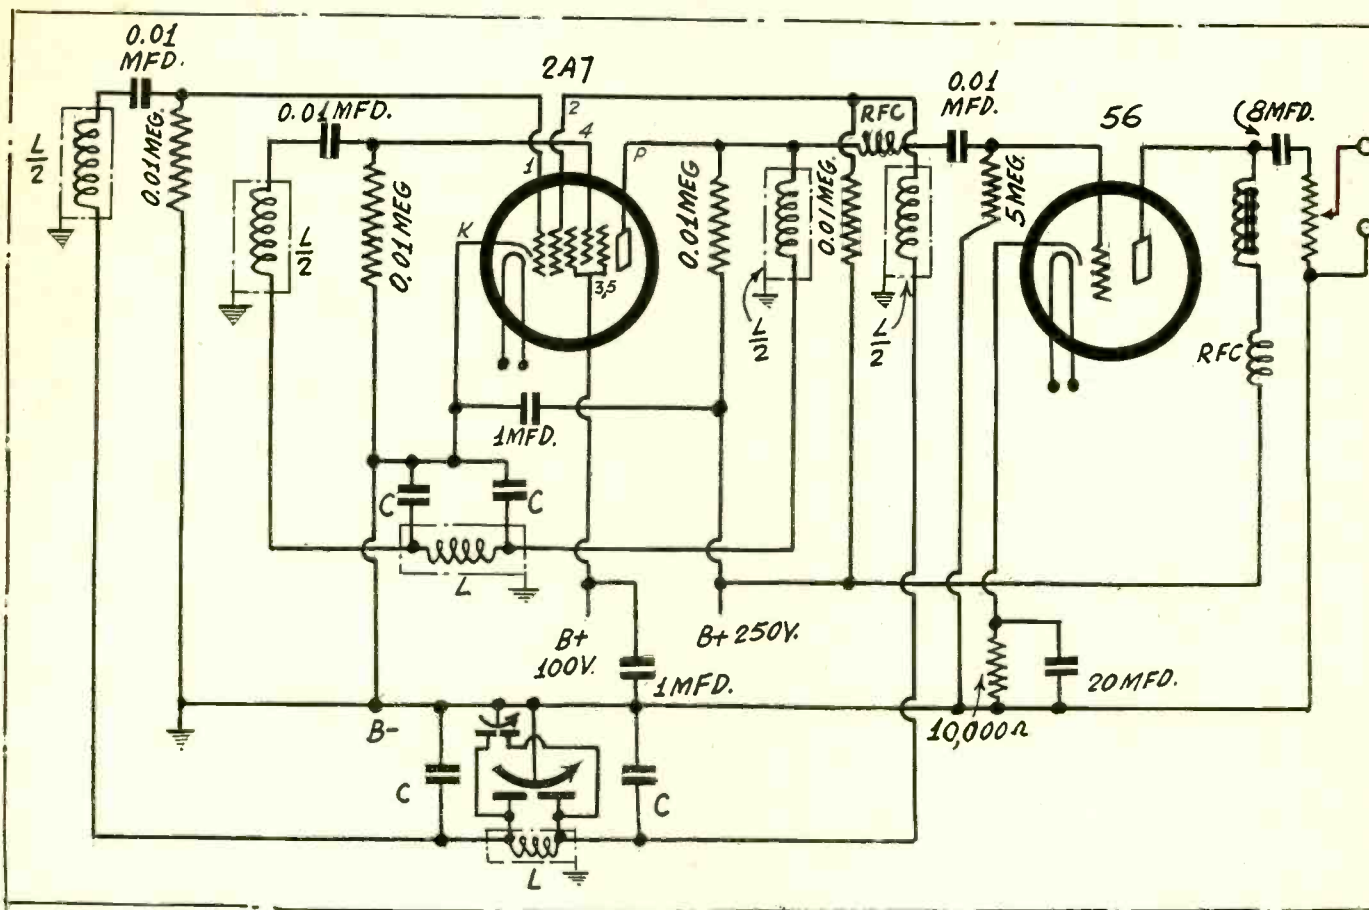 0.01
MFD.
2A7
0.01 MFD.
0.01
MFD.
56
(8MFD.
2
4
1
P
RFC
L
2
0.01 MEG.
L
2
0.01 MEG
K
3,5
0.01 MEG
L
2
0.01 MEG.
L
2
.5 MEG.
RFC
1 MFD.
C
C
L
B+
100V.
B+ 250V.
1 MFD.
20 MFD.
10,000Ω
B-
C
C
L